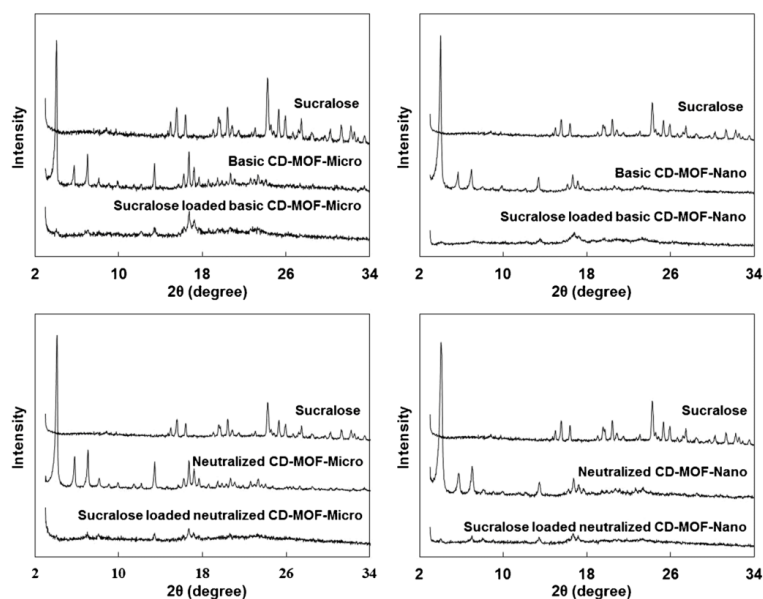 Intensity
Sucralose
Basic CD-MOF-Micro
Sucralose loaded basic CD-MOF-Micro
2 10 18 26 34
2θ (degree)
Intensity
Sucralose
Basic CD-MOF-Nano
Sucralose loaded basic CD-MOF-Nano
2 10 18 26 34
2θ (degree)
Intensity
Sucralose
Neutralized CD-MOF-Micro
Sucralose loaded neutralized CD-MOF-Micro
2 10 18 26 34
2θ (degree)
Intensity
Sucralose
Neutralized CD-MOF-Nano
Sucralose loaded neutralized CD-MOF-Nano
2 10 18 26 34
2θ (degree)